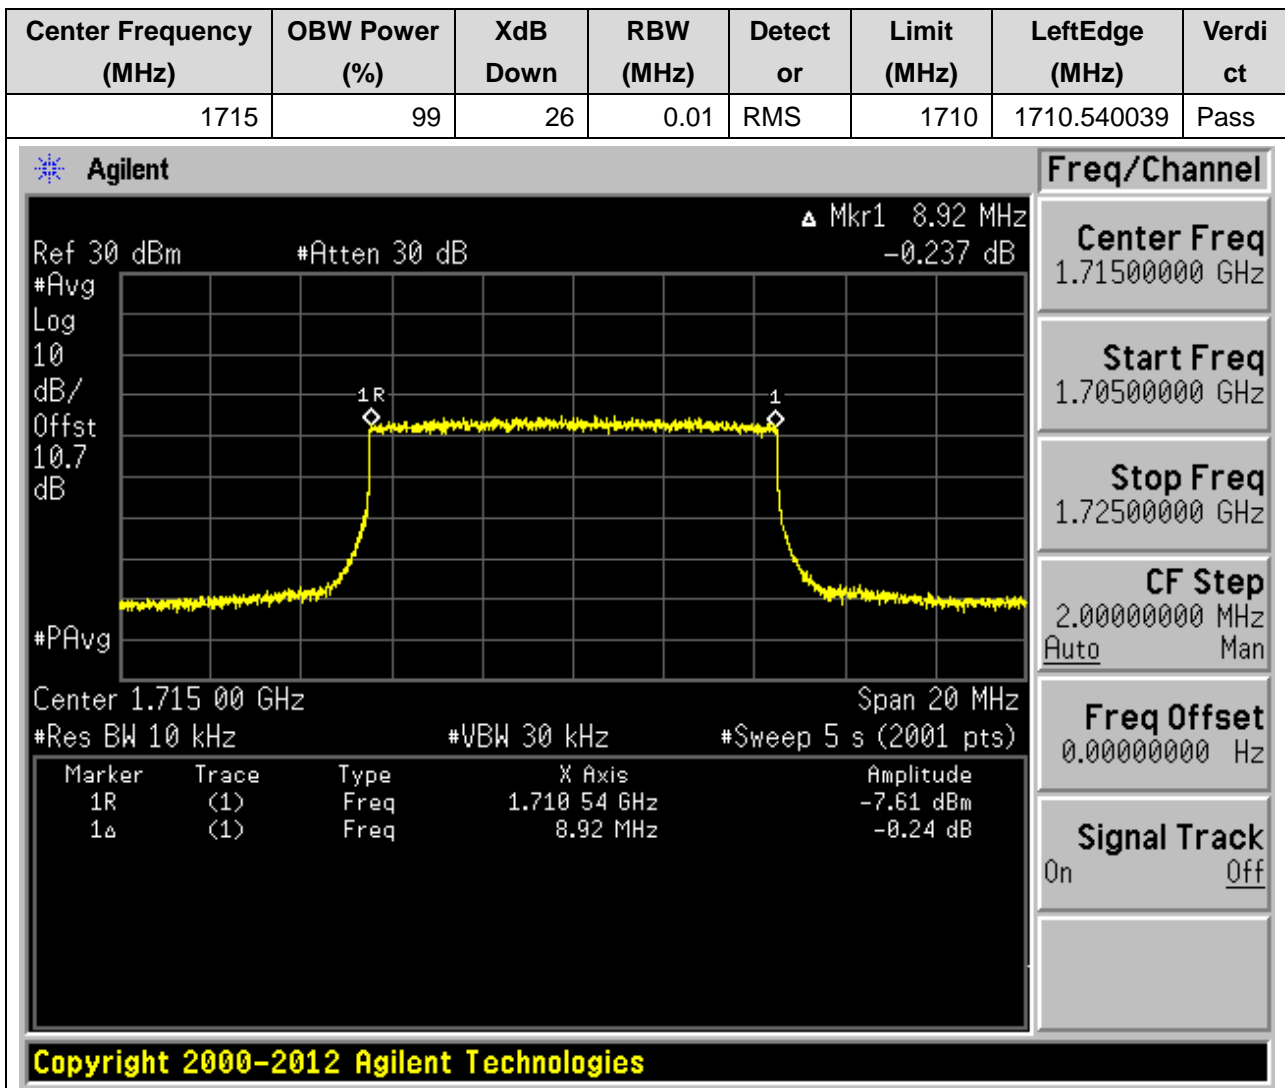 Center Frequency (MHz) OBW Power (%) XdB Down RBW (MHz) Detect or Limit (MHz) LeftEdge (MHz) Verdi ct
1715 99 26 0.01 RMS 1710 1710.540039 Pass
Agilent
Freq/Channel
Δ Mkr1 8.92 MHz
Ref 30 dBm #Atten 30 dB -0.237 dB
#Avg
Log
10
dB/
Offst
10.7
dB
1R
1
#PAvg
Center 1.715 00 GHz Span 20 MHz
#Res BW 10 kHz #VBW 30 kHz #Sweep 5 s (2001 pts)
Marker Trace Type X Axis Amplitude
1R (1) Freq 1.710 54 GHz -7.61 dBm
1Δ (1) Freq 8.92 MHz -0.24 dB
Center Freq
1.71500000 GHz
Start Freq
1.70500000 GHz
Stop Freq
1.72500000 GHz
CF Step
2.00000000 MHz
Auto Man
Freq Offset
0.00000000 Hz
Signal Track
On Off
Copyright 2000-2012 Agilent Technologies